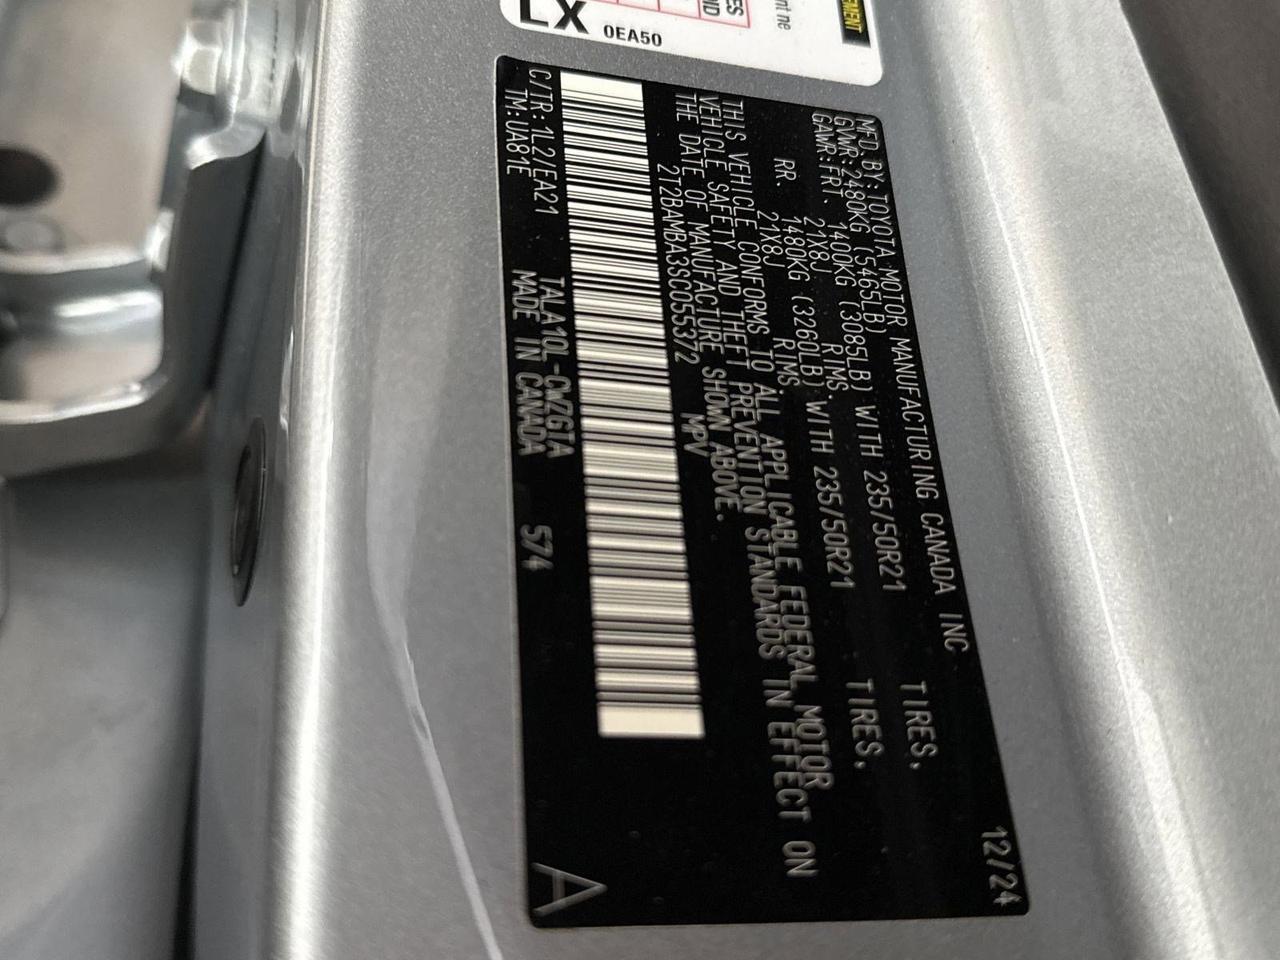 LX 0EA50
MFD.BY:TOYOTA MOTOR MANUFACTURING CANADA INC 12/24
GVWR:2480KG (5465LB)
GAWR:FRT. 1400KG (3085LB) WITH 235/50R21 TIRES,
21X8J RIMS.
RR. 1480KG (3260LB) WITH 235/50R21 TIRES,
21X8J RIMS.
THIS VEHICLE CONFORMS TO ALL APPLICABLE FEDERAL MOTOR
VEHICLE SAFETY AND THEFT PREVENTION STANDARDS IN EFFECT ON
THE DATE OF MANUFACTURE SHOWN ABOVE.
2T2BAMBA3SC055372 MPV
C/TR:1L2/EA21 TALA10L-CWZGTA
TM:UA81E MADE IN CANADA 574 A